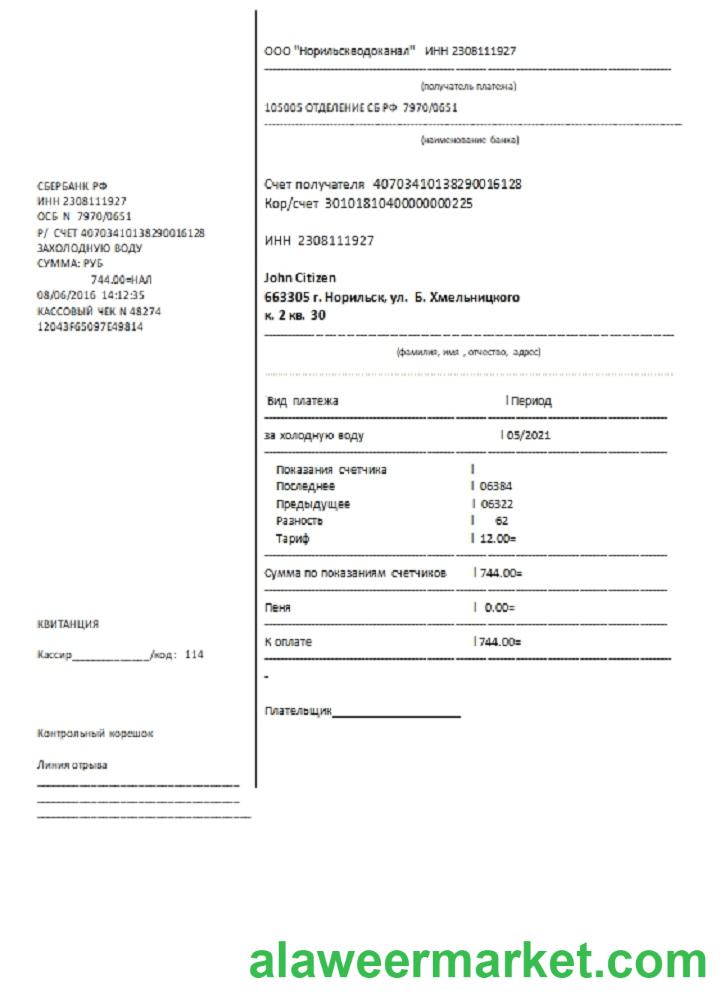 СБЕРБАНК РФ
ИНН 2308111927
ОСБ N 7970/0651
Р/ СЧЕТ 40703410138290016128
ЗАХОЛОДНУЮ ВОДУ
СУММА: РУБ
744.00=НАЛ
08/06/2016 14:12:35
КАССОВЫЙ ЧЕК N 48274
12043F65097E49814
КВИТАНЦИЯ
Кассир______________/код: 114
Контрольный корешок
Линия отрыва
ООО "Норильскводоканал" ИНН 2308111927
(получатель платежа)
105005 ОТДЕЛЕНИЕ СБ РФ 7970/0651
(наименование банка)
Счет получателя 40703410138290016128
Кор/счет 30101810400000000225
ИНН 2308111927
John Citizen
663305 г. Норильск, ул. Б. Хмельницкого
к. 2 кв. 30
(фамилия, имя , отчество, адрес)
Вид платежа | Период
за холодную воду | 05/2021
Показания счетчика |
Последнее | 06384
Предыдущее | 06322
Разность | 62
Тариф | 12.00=
Сумма по показаниям счетчиков | 744.00=
Пеня | 0.00=
К оплате | 744.00=
-
Плательщик____________________
alaweermarket.com